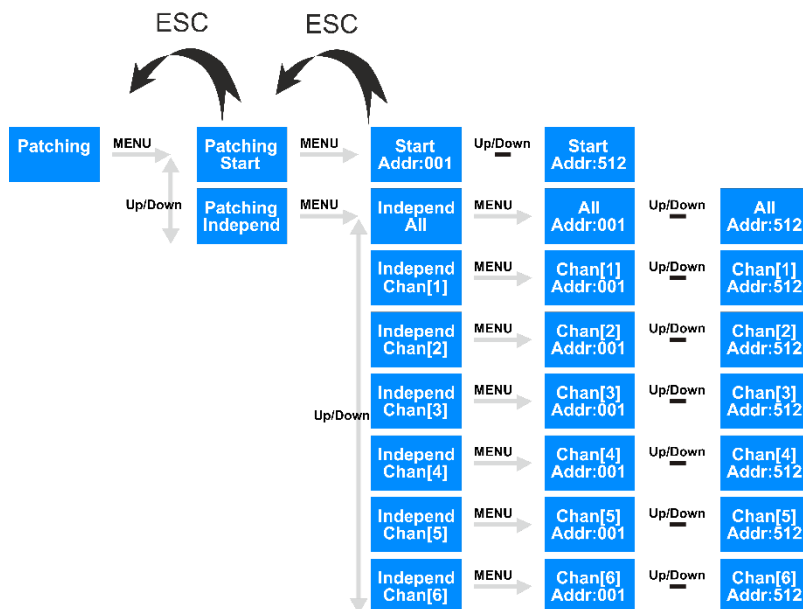 ESC
ESC
Patching
MENU
Patching
Start
MENU
Start
Addr:001
Up/Down
Start
Addr:512
Up/Down
Patching
Independ
MENU
Independ
All
MENU
All
Addr:001
Up/Down
All
Addr:512
Independ
Chan[1]
MENU
Chan[1]
Addr:001
Up/Down
Chan[1]
Addr:512
Independ
Chan[2]
MENU
Chan[2]
Addr:001
Up/Down
Chan[2]
Addr:512
Up/Down
Independ
Chan[3]
MENU
Chan[3]
Addr:001
Up/Down
Chan[3]
Addr:512
Independ
Chan[4]
MENU
Chan[4]
Addr:001
Up/Down
Chan[4]
Addr:512
Independ
Chan[5]
MENU
Chan[5]
Addr:001
Up/Down
Chan[5]
Addr:512
Independ
Chan[6]
MENU
Chan[6]
Addr:001
Up/Down
Chan[6]
Addr:512